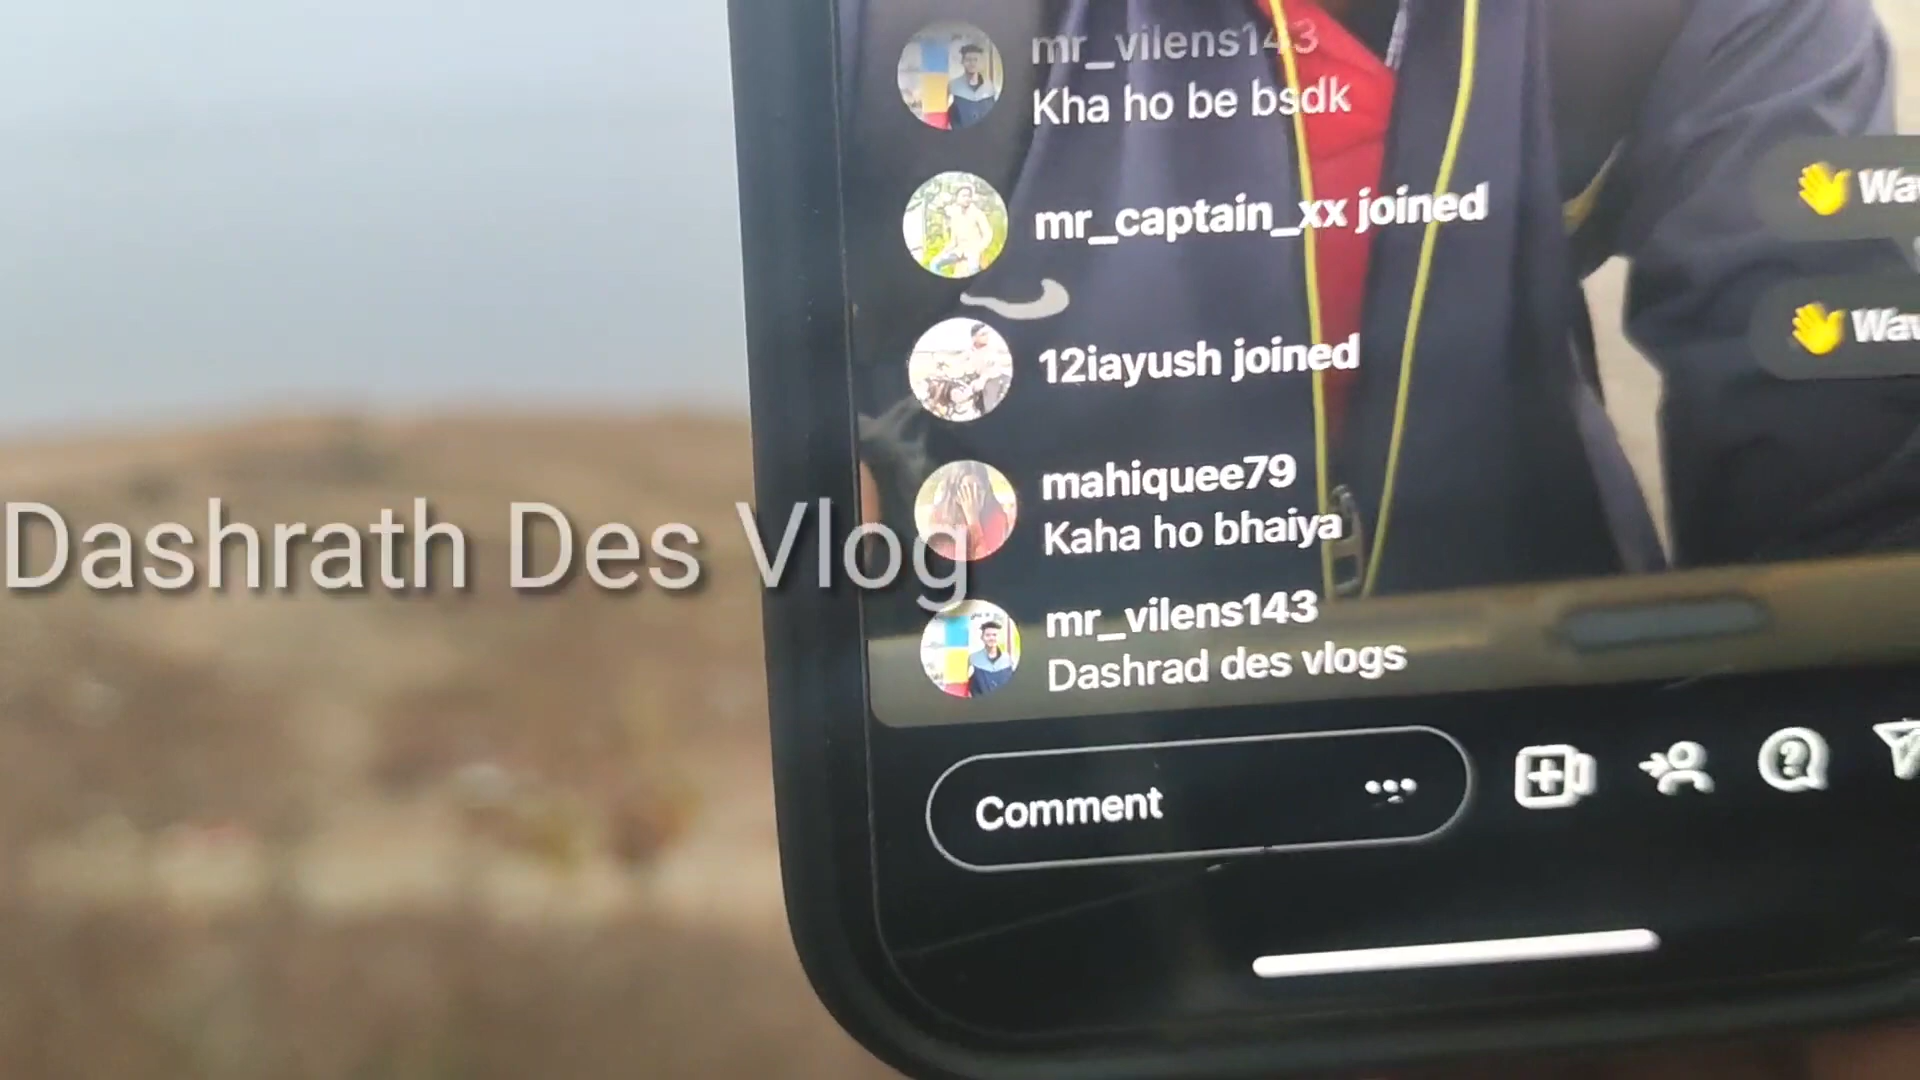 mr_vilens143
Kha ho be bsdk
mr_captain_xx joined
12iayush joined
mahiquee79
Kaha ho bhaiya
mr_vilens143
Dashrad des vlogs
Comment
Dashrath Des Vlog